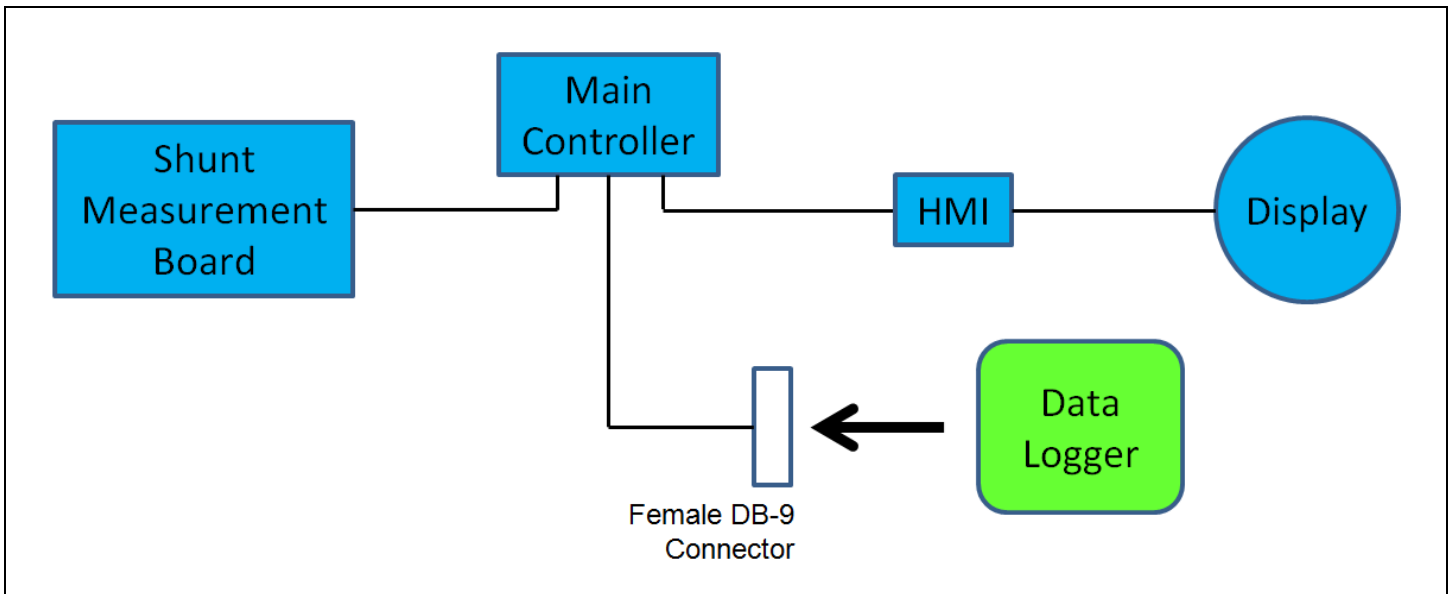 Main
Controller
Shunt
Measurement
Board
HMI
Display
Data
Logger
Female DB-9
Connector